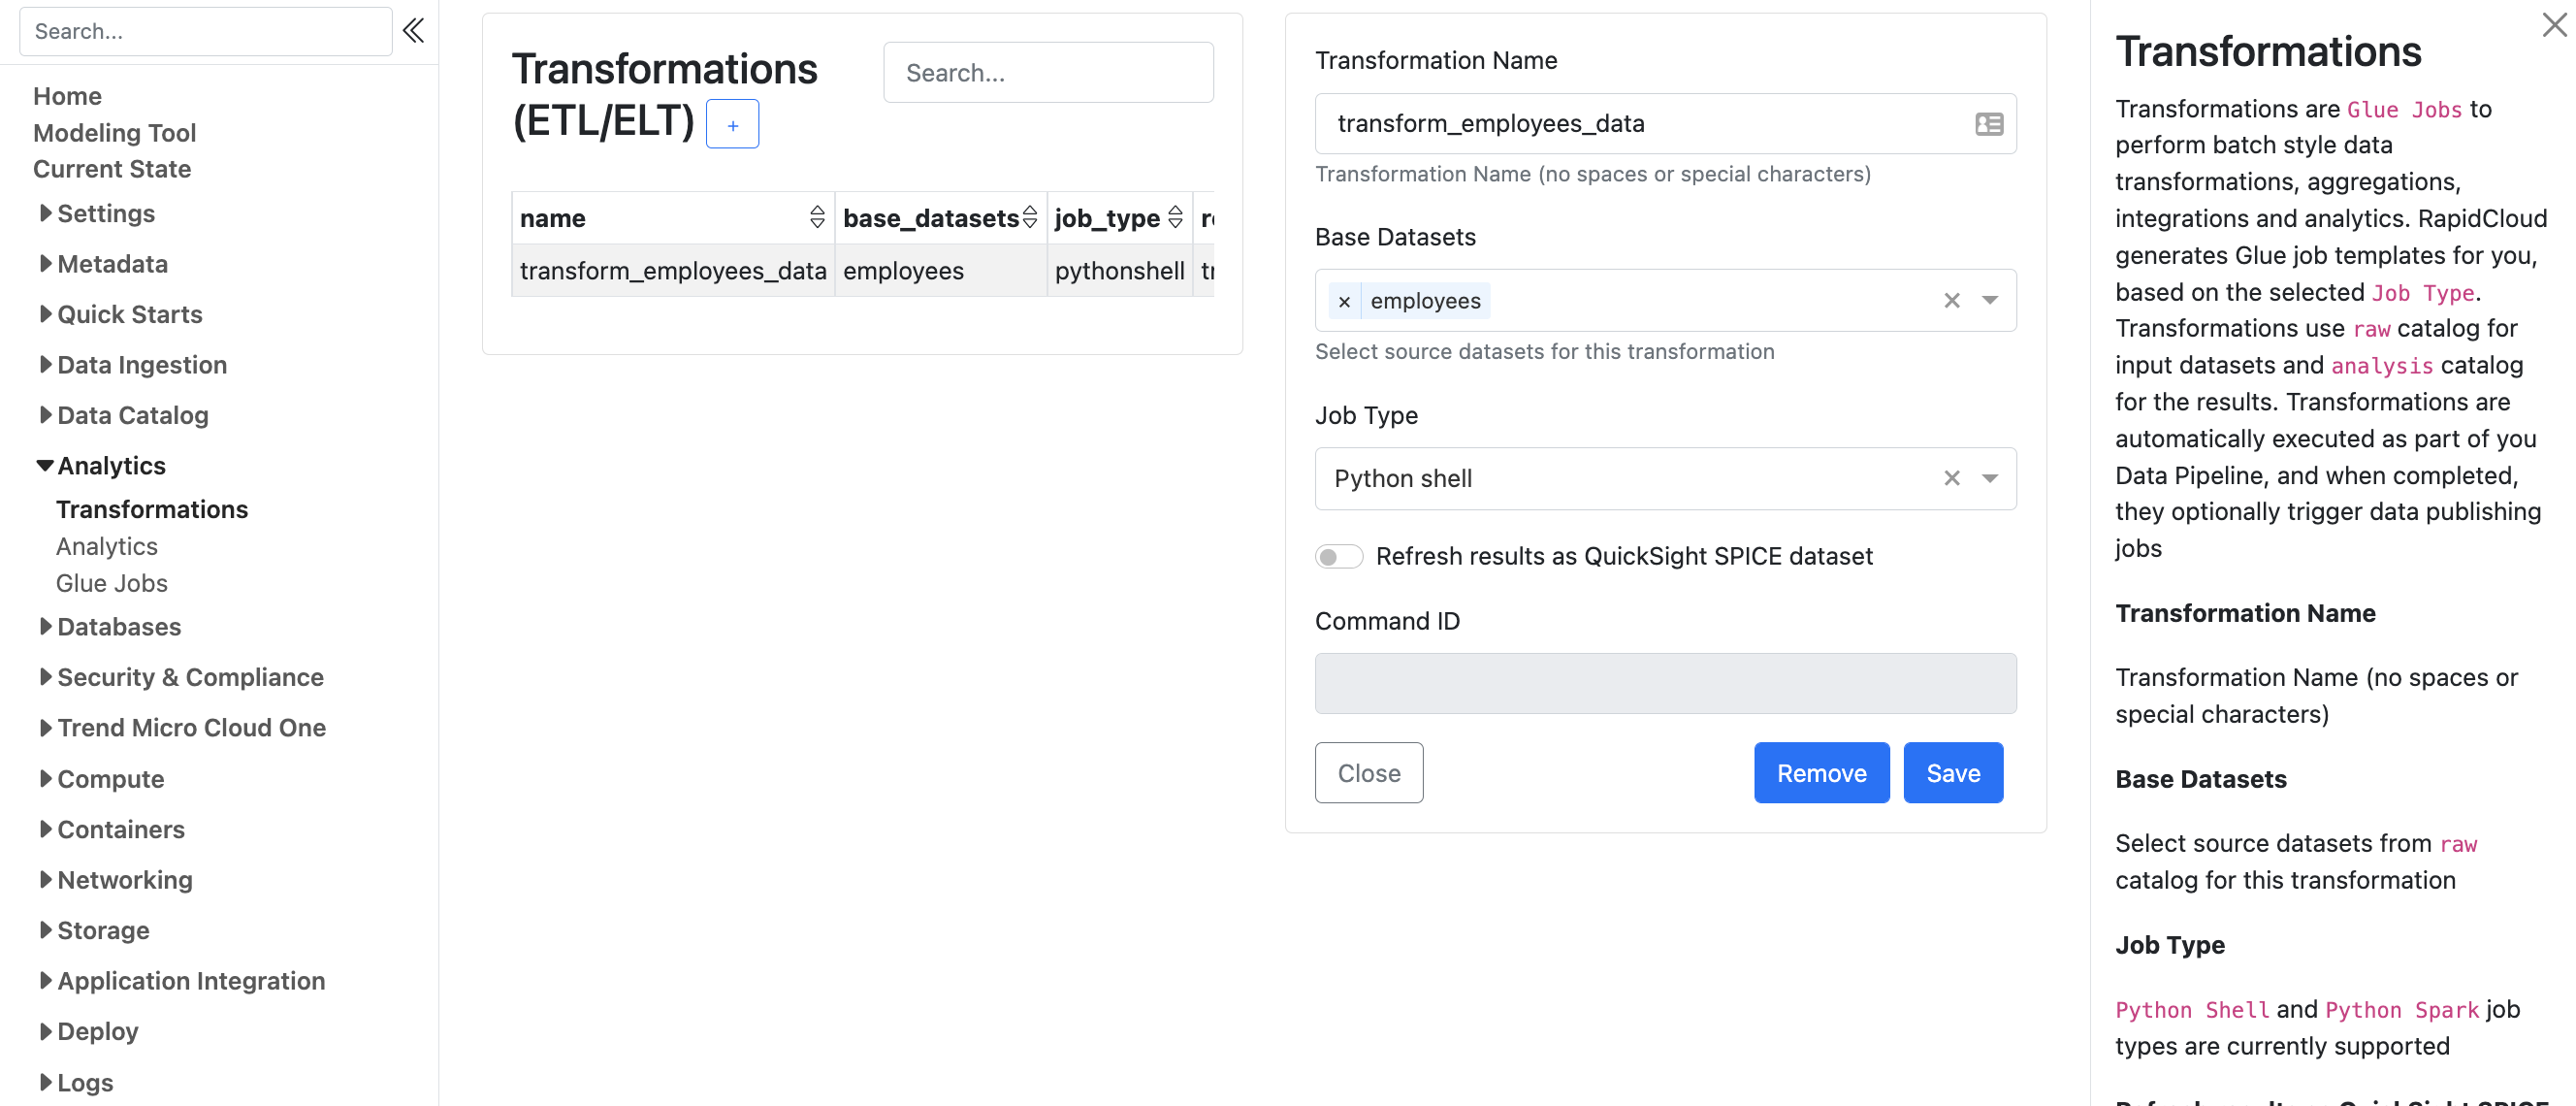 Search...
Home
Modeling Tool
Current State
Settings
Metadata
Quick Starts
Data Ingestion
Data Catalog
Analytics
Transformations
Analytics
Glue Jobs
Databases
Security & Compliance
Trend Micro Cloud One
Compute
Containers
Networking
Storage
Application Integration
Deploy
Logs
Transformations
(ETL/ELT) +
Search...
name base_datasets job_type
transform_employees_data employees pythonshell
Transformation Name
transform_employees_data
Transformation Name (no spaces or special characters)
Base Datasets
× employees
Select source datasets for this transformation
Job Type
Python shell
Refresh results as QuickSight SPICE dataset
Command ID
Close Remove Save
Transformations
Transformations are Glue Jobs to
perform batch style data
transformations, aggregations,
integrations and analytics. RapidCloud
generates Glue job templates for you,
based on the selected Job Type.
Transformations use raw catalog for
input datasets and analysis catalog
for the results. Transformations are
automatically executed as part of you
Data Pipeline, and when completed,
they optionally trigger data publishing
jobs
Transformation Name
Transformation Name (no spaces or
special characters)
Base Datasets
Select source datasets from raw
catalog for this transformation
Job Type
Python Shell and Python Spark job
types are currently supported